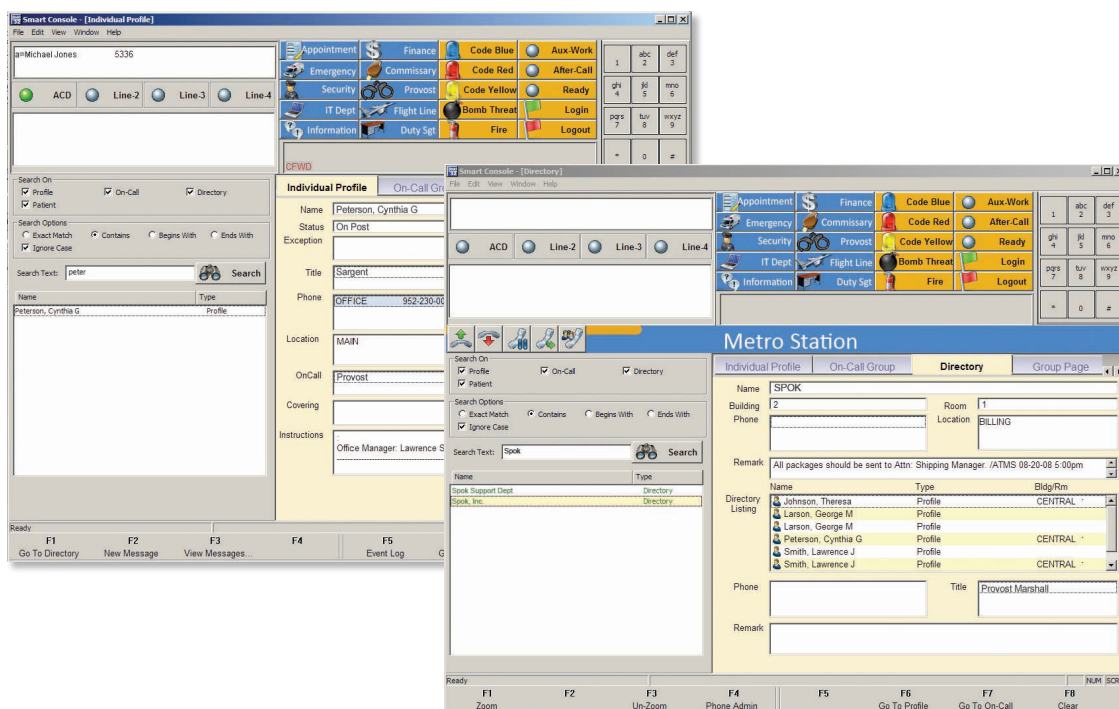 Smart Console - [Individual Profile]
File Edit View Window Help
a=Michael Jones 5336
ACD Line-2 Line-3 Line-4
Appointment Finance Code Blue Aux-Work
Emergency Commissary Code Red After-Call
Security Provost Code Yellow Ready
IT Dept Flight Line Bomb Threat Login
Information Duty Sgt Fire Logout
1 abc 2 def 3
ghi 4 jkl 5 mno 6
pqrs 7 tuv 8 wxyz 9
* 0 #
CFWD
Search On
Profile On-Call Directory
Patient
Search Options
Exact Match Contains Begins With Ends With
Ignore Case
Search Text: peter Search
Name Type
Peterson, Cynthia G Profile
Individual Profile On-Call Gro
Name Peterson, Cynthia G
Status On Post
Exception
Title Sargent
Phone OFFICE 952-230-00
Location MAIN
OnCall Provost
Covering
Instructions :
Office Manager: Lawrence S
Ready
F1 F2 F3 F4 F5
Go To Directory New Message View Messages... Event Log G
Smart Console - [Directory]
File Edit View Window Help
ACD Line-2 Line-3 Line-4
Appointment Finance Code Blue Aux-Work
Emergency Commissary Code Red After-Call
Security Provost Code Yellow Ready
IT Dept Flight Line Bomb Threat Login
Information Duty Sgt Fire Logout
1 abc 2 def 3
ghi 4 jkl 5 mno 6
pqrs 7 tuv 8 wxyz 9
* 0 #
Metro Station
Search On
Profile On-Call Directory
Patient
Search Options
Exact Match Contains Begins With Ends With
Ignore Case
Search Text: Spok Search
Name Type
Spok Support Dept Directory
Spok, Inc. Directory
Individual Profile On-Call Group Directory Group Page
Name SPOK
Building 2 Room 1
Phone Location BILLING
Remark All packages should be sent to Attn: Shipping Manager. /ATMS 08-20-08 5:00pm
Name Type Bldg/Rm
Directory Listing
Johnson, Theresa Profile CENTRAL
Larson, George M Profile
Larson, George M Profile
Peterson, Cynthia G Profile CENTRAL
Smith, Lawrence J Profile
Smith, Lawrence J Profile CENTRAL
Phone Title Provost Marshall
Remark
Ready NUM SCR
F1 F2 F3 F4 F5 F6 F7 F8
Zoom Un-Zoom Phone Admin Go To Profile Go To On-Call Clear